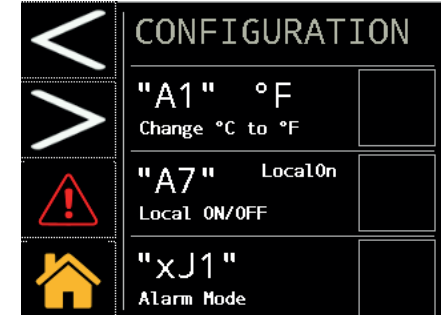 CONFIGURATION
"A1" °F
Change °C to °F
"A7" LocalOn
Local ON/OFF
"xJ1"
Alarm Mode